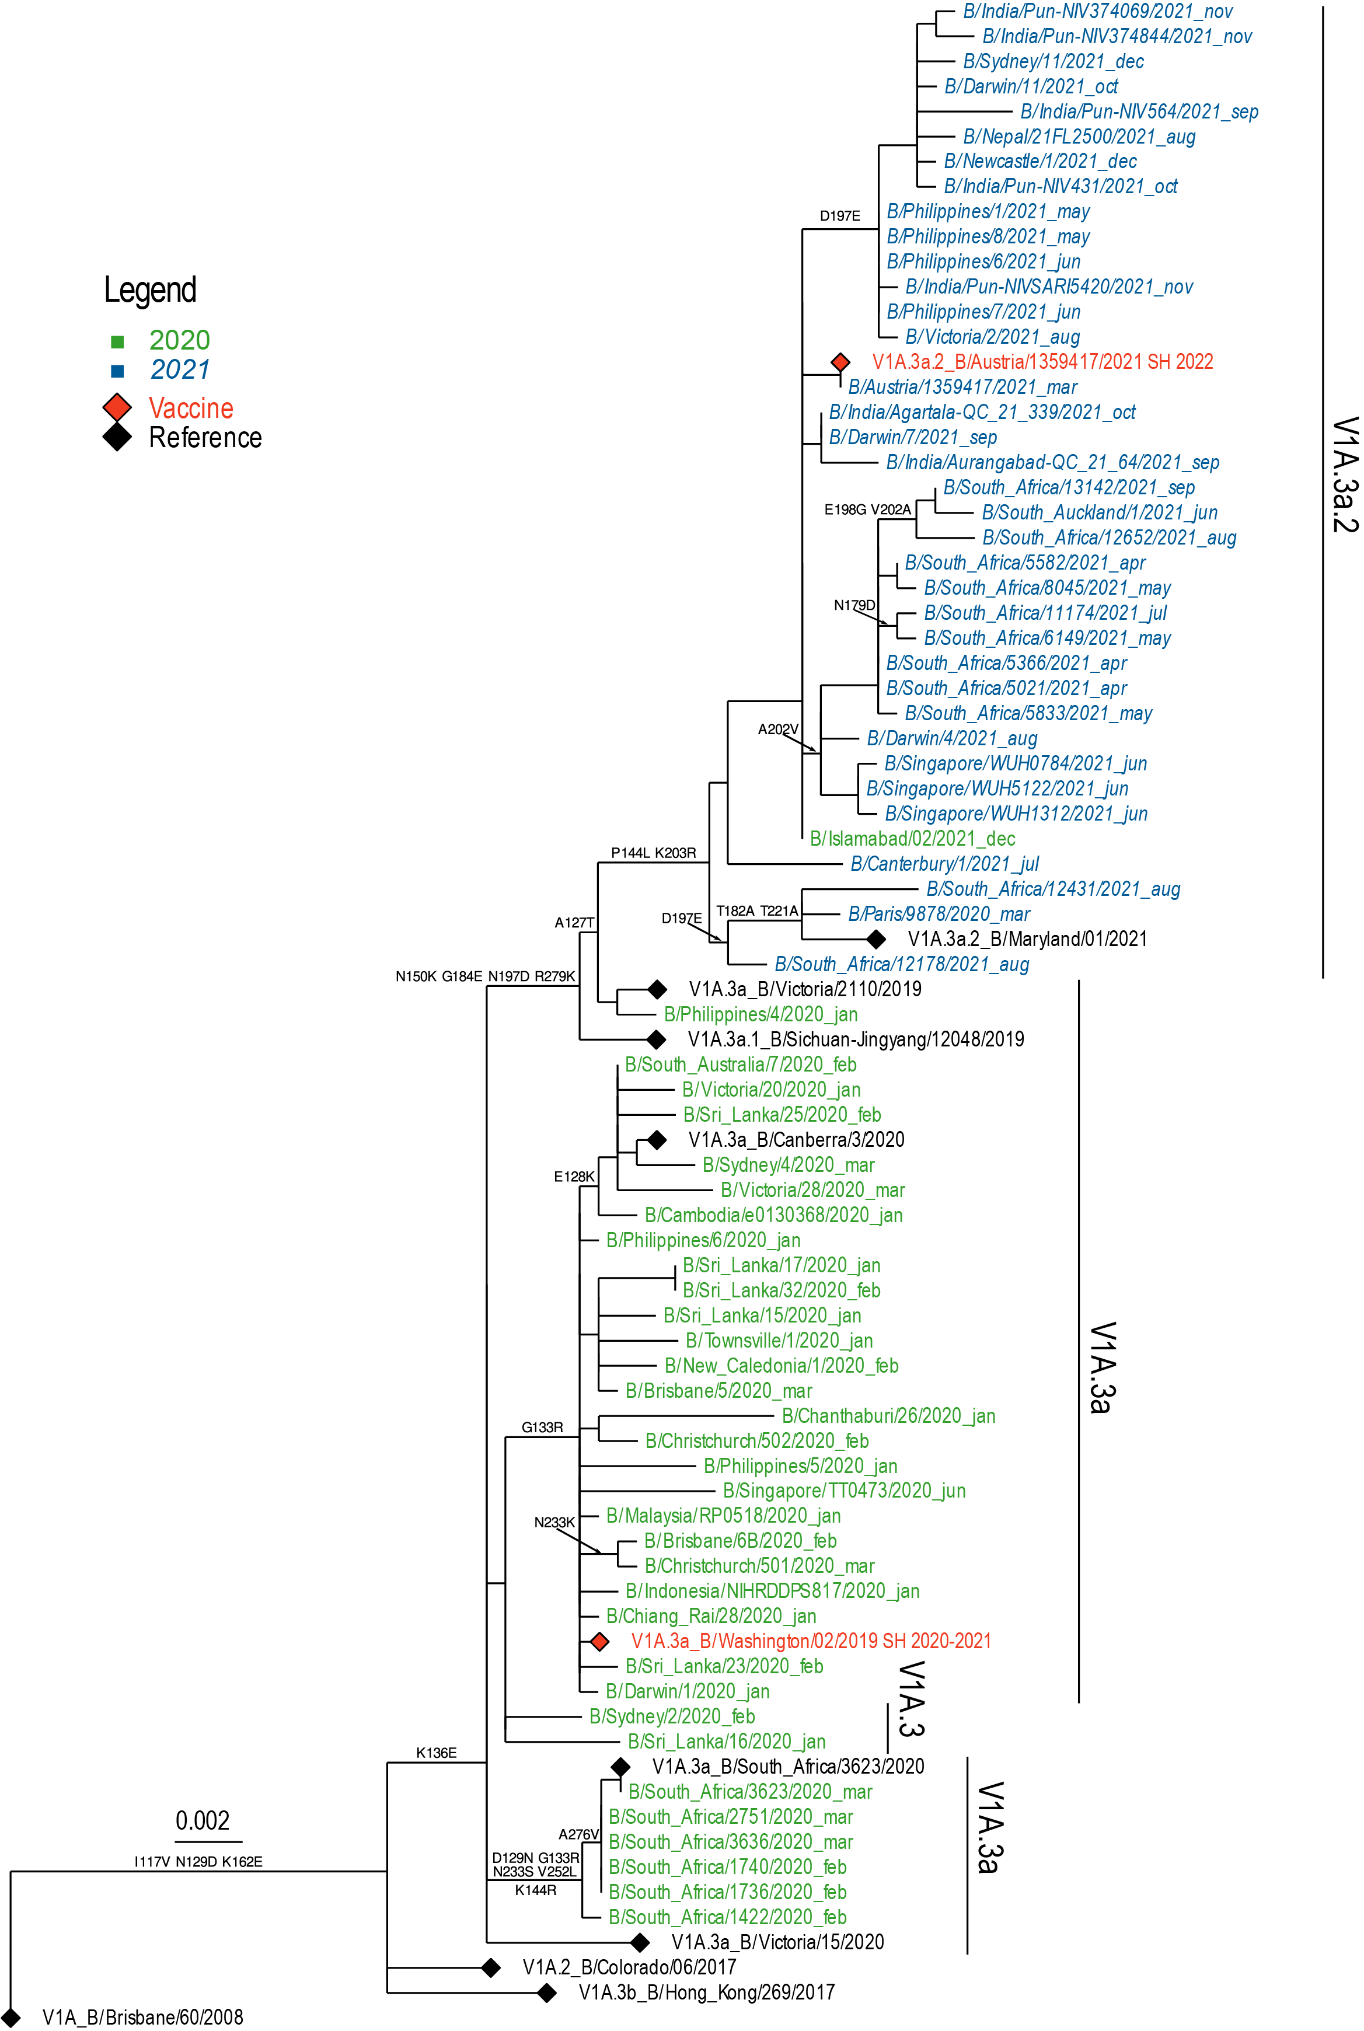 B/India/Pun-NIV374069/2021_nov
B/India/Pun-NIV374844/2021_nov
B/Sydney/11/2021_dec
B/Darwin/11/2021_oct
B/India/Pun-NIV564/2021_sep
B/Nepal/21FL2500/2021_aug
B/Newcastle/1/2021_dec
B/India/Pun-NIV431/2021_oct
B/Philippines/1/2021_may
D197E
B/Philippines/8/2021_may
B/Philippines/6/2021_jun
B/India/Pun-NIVSARI5420/2021_nov
B/Philippines/7/2021_jun
B/Victoria/2/2021_aug
Legend
2020
2021
Vaccine
Reference
V1A.3a.2_B/Austria/1359417/2021 SH 2022
B/Austria/1359417/2021_mar
B/India/Agartala-QC_21_339/2021_oct
B/Darwin/7/2021_sep
B/India/Aurangabad-QC_21_64/2021_sep
V1A.3a.2
B/South_Africa/13142/2021_sep
E198G V202A
B/South_Auckland/1/2021_jun
B/South_Africa/12652/2021_aug
B/South_Africa/5582/2021_apr
B/South_Africa/8045/2021_may
N179D
B/South_Africa/11174/2021_jul
B/South_Africa/6149/2021_may
B/South_Africa/5366/2021_apr
B/South_Africa/5021/2021_apr
B/South_Africa/5833/2021_may
A202V
B/Darwin/4/2021_aug
B/Singapore/WUH0784/2021_jun
B/Singapore/WUH5122/2021_jun
B/Singapore/WUH1312/2021_jun
B/Islamabad/02/2021_dec
P144L K203R
B/Canterbury/1/2021_jul
B/South_Africa/12431/2021_aug
D197E
T182A T221A
B/Paris/9878/2020_mar
A127T
V1A.3a.2_B/Maryland/01/2021
B/South_Africa/12178/2021_aug
N150K G184E N197D R279K
V1A.3a_B/Victoria/2110/2019
B/Philippines/4/2020_jan
V1A.3a.1_B/Sichuan-Jingyang/12048/2019
B/South_Australia/7/2020_feb
B/Victoria/20/2020_jan
B/Sri_Lanka/25/2020_feb
V1A.3a_B/Canberra/3/2020
B/Sydney/4/2020_mar
E128K
B/Victoria/28/2020_mar
B/Cambodia/e0130368/2020_jan
B/Philippines/6/2020_jan
B/Sri_Lanka/17/2020_jan
B/Sri_Lanka/32/2020_feb
B/Sri_Lanka/15/2020_jan
B/Townsville/1/2020_jan
B/New_Caledonia/1/2020_feb
V1A.3a
B/Brisbane/5/2020_mar
B/Chanthaburi/26/2020_jan
G133R
B/Christchurch/502/2020_feb
B/Philippines/5/2020_jan
B/Singapore/TT0473/2020_jun
B/Malaysia/RP0518/2020_jan
N233K
B/Brisbane/6B/2020_feb
B/Christchurch/501/2020_mar
B/Indonesia/NIHRDDPS817/2020_jan
B/Chiang_Rai/28/2020_jan
V1A.3a_B/Washington/02/2019 SH 2020-2021
B/Sri_Lanka/23/2020_feb
B/Darwin/1/2020_jan
V1A.3
B/Sydney/2/2020_feb
B/Sri_Lanka/16/2020_jan
K136E
V1A.3a_B/South_Africa/3623/2020
B/South_Africa/3623/2020_mar
B/South_Africa/2751/2020_mar
0.002
V1A.3a
A276V
B/South_Africa/3636/2020_mar
D129N G133R
I117V N129D K162E
B/South_Africa/1740/2020_feb
N233S V252L
K144R
B/South_Africa/1736/2020_feb
B/South_Africa/1422/2020_feb
V1A.3a_B/Victoria/15/2020
V1A.2_B/Colorado/06/2017
V1A.3b_B/Hong_Kong/269/2017
V1A_B/Brisbane/60/2008